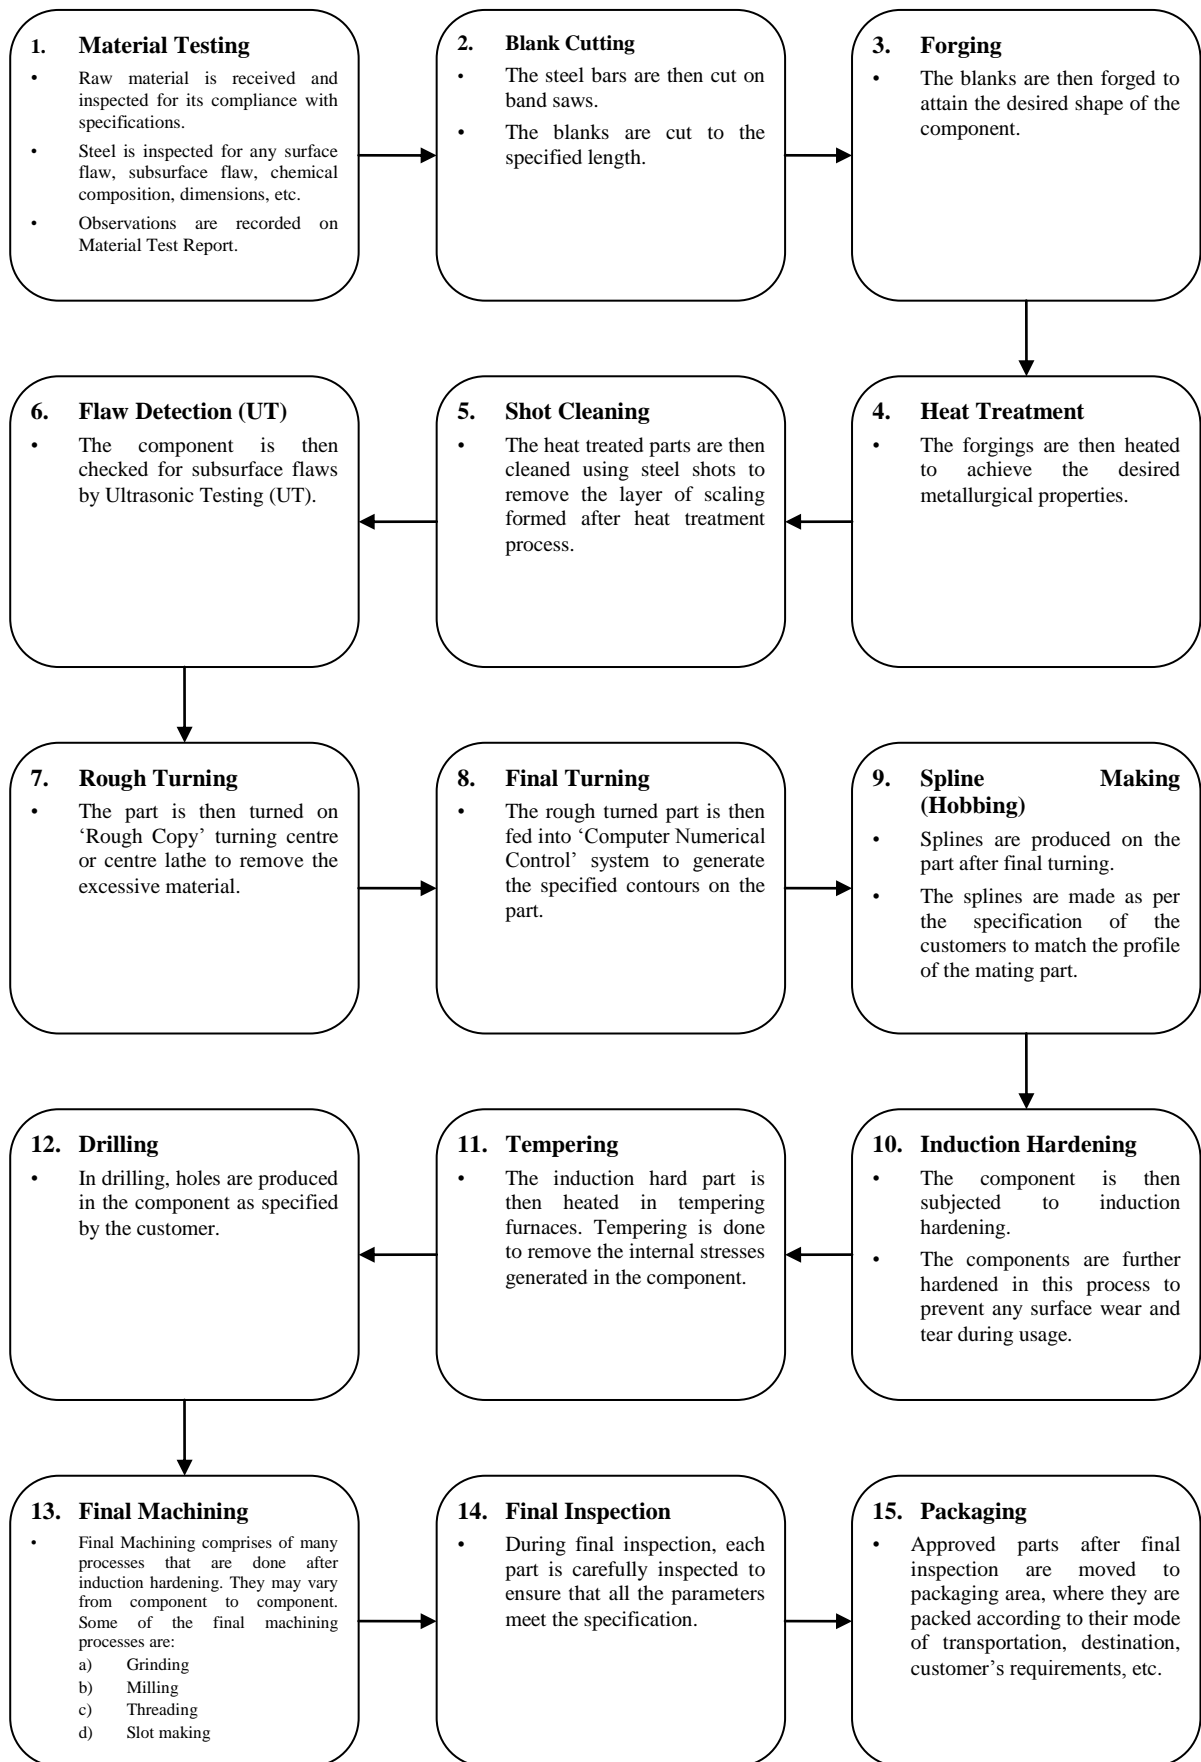 1. Material Testing
• Raw material is received and
inspected for its compliance with
specifications.
• Steel is inspected for any surface
flaw, subsurface flaw, chemical
composition, dimensions, etc.
• Observations are recorded on
Material Test Report.
2. Blank Cutting
• The steel bars are then cut on
band saws.
• The blanks are cut to the
specified length.
3. Forging
• The blanks are then forged to
attain the desired shape of the
component.
4. Heat Treatment
• The forgings are then heated
to achieve the desired
metallurgical properties.
5. Shot Cleaning
• The heat treated parts are then
cleaned using steel shots to
remove the layer of scaling
formed after heat treatment
process.
6. Flaw Detection (UT)
• The component is then
checked for subsurface flaws
by Ultrasonic Testing (UT).
7. Rough Turning
• The part is then turned on
‘Rough Copy’ turning centre
or centre lathe to remove the
excessive material.
8. Final Turning
• The rough turned part is then
fed into ‘Computer Numerical
Control’ system to generate
the specified contours on the
part.
9. Spline Making
(Hobbing)
• Splines are produced on the
part after final turning.
• The splines are made as per
the specification of the
customers to match the profile
of the mating part.
10. Induction Hardening
• The component is then
subjected to induction
hardening.
• The components are further
hardened in this process to
prevent any surface wear and
tear during usage.
11. Tempering
• The induction hard part is
then heated in tempering
furnaces. Tempering is done
to remove the internal stresses
generated in the component.
12. Drilling
• In drilling, holes are produced
in the component as specified
by the customer.
13. Final Machining
• Final Machining comprises of many
processes that are done after
induction hardening. They may vary
from component to component.
Some of the final machining
processes are:
a) Grinding
b) Milling
c) Threading
d) Slot making
14. Final Inspection
• During final inspection, each
part is carefully inspected to
ensure that all the parameters
meet the specification.
15. Packaging
• Approved parts after final
inspection are moved to
packaging area, where they are
packed according to their mode
of transportation, destination,
customer’s requirements, etc.